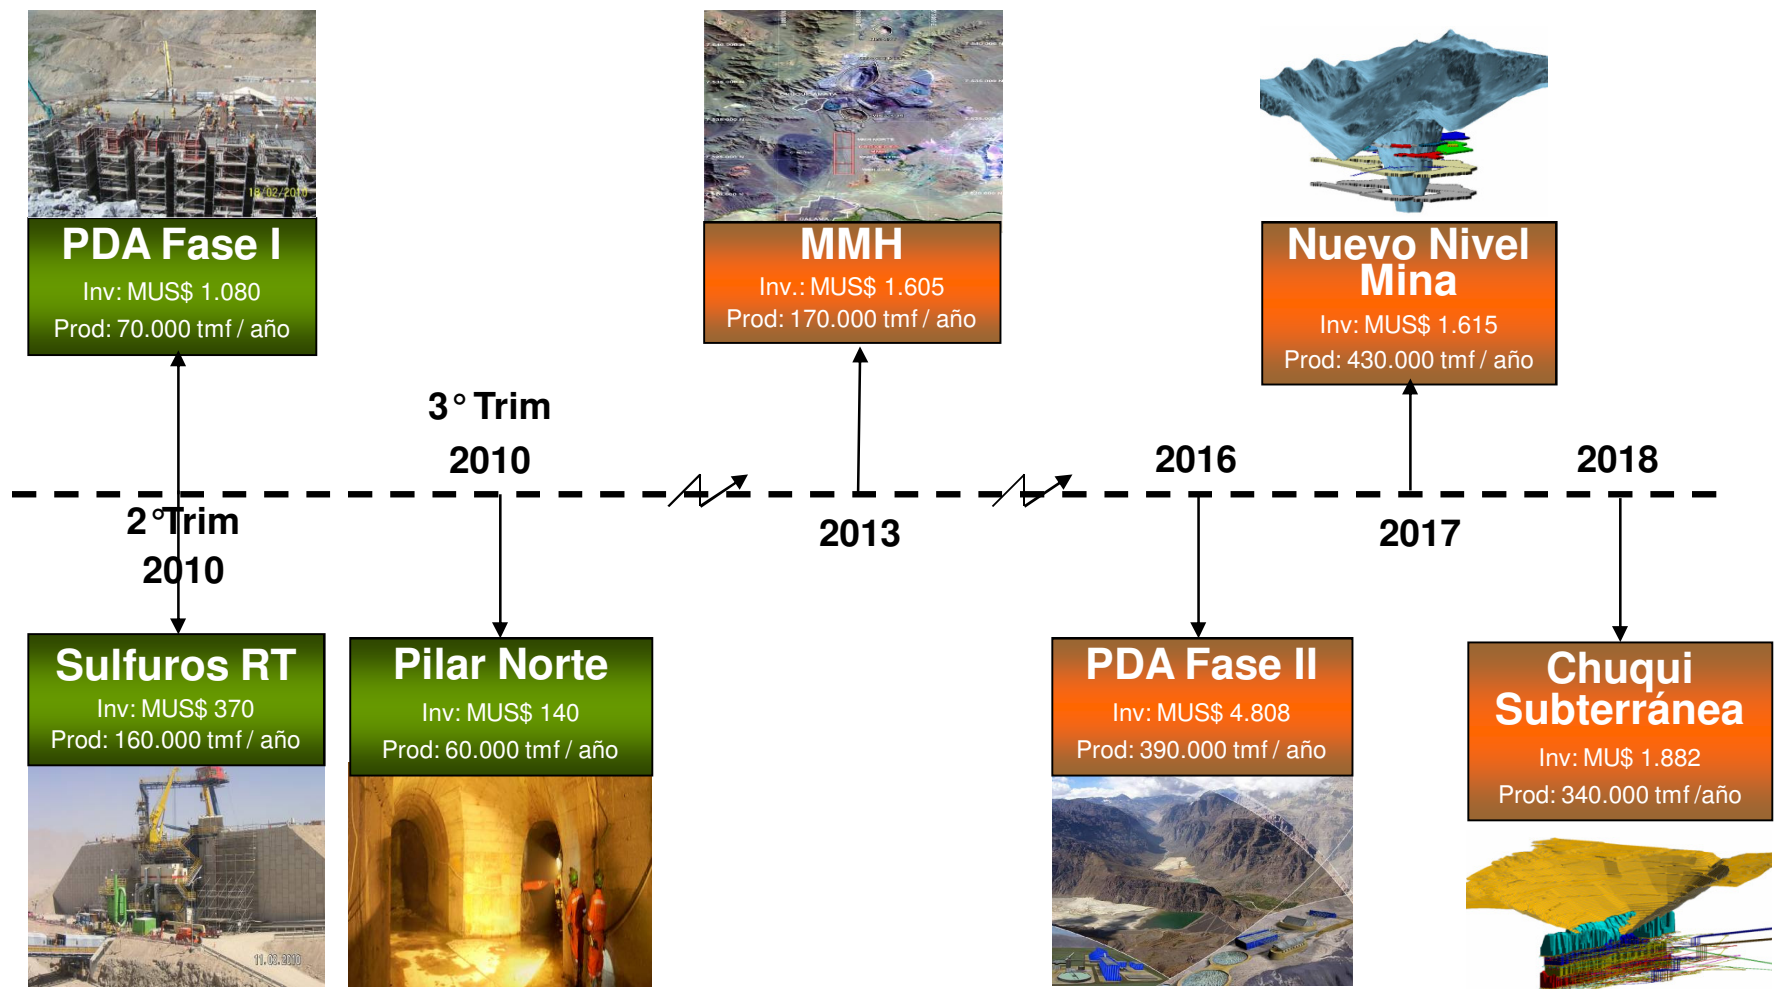 18/02/2010
PDA Fase I
Inv: MUS$ 1.080
Prod: 70.000 tmf / año
MMH
Inv.: MUS$ 1.605
Prod: 170.000 tmf / año
Nuevo Nivel
Mina
Inv: MUS$ 1.615
Prod: 430.000 tmf / año
3° Trim
2010
2016
2018
2° Trim
2010
2013
2017
Sulfuros RT
Inv: MUS$ 370
Prod: 160.000 tmf / año
Pilar Norte
Inv: MUS$ 140
Prod: 60.000 tmf / año
PDA Fase II
Inv: MUS$ 4.808
Prod: 390.000 tmf / año
Chuqui
Subterránea
Inv: MU$ 1.882
Prod: 340.000 tmf /año